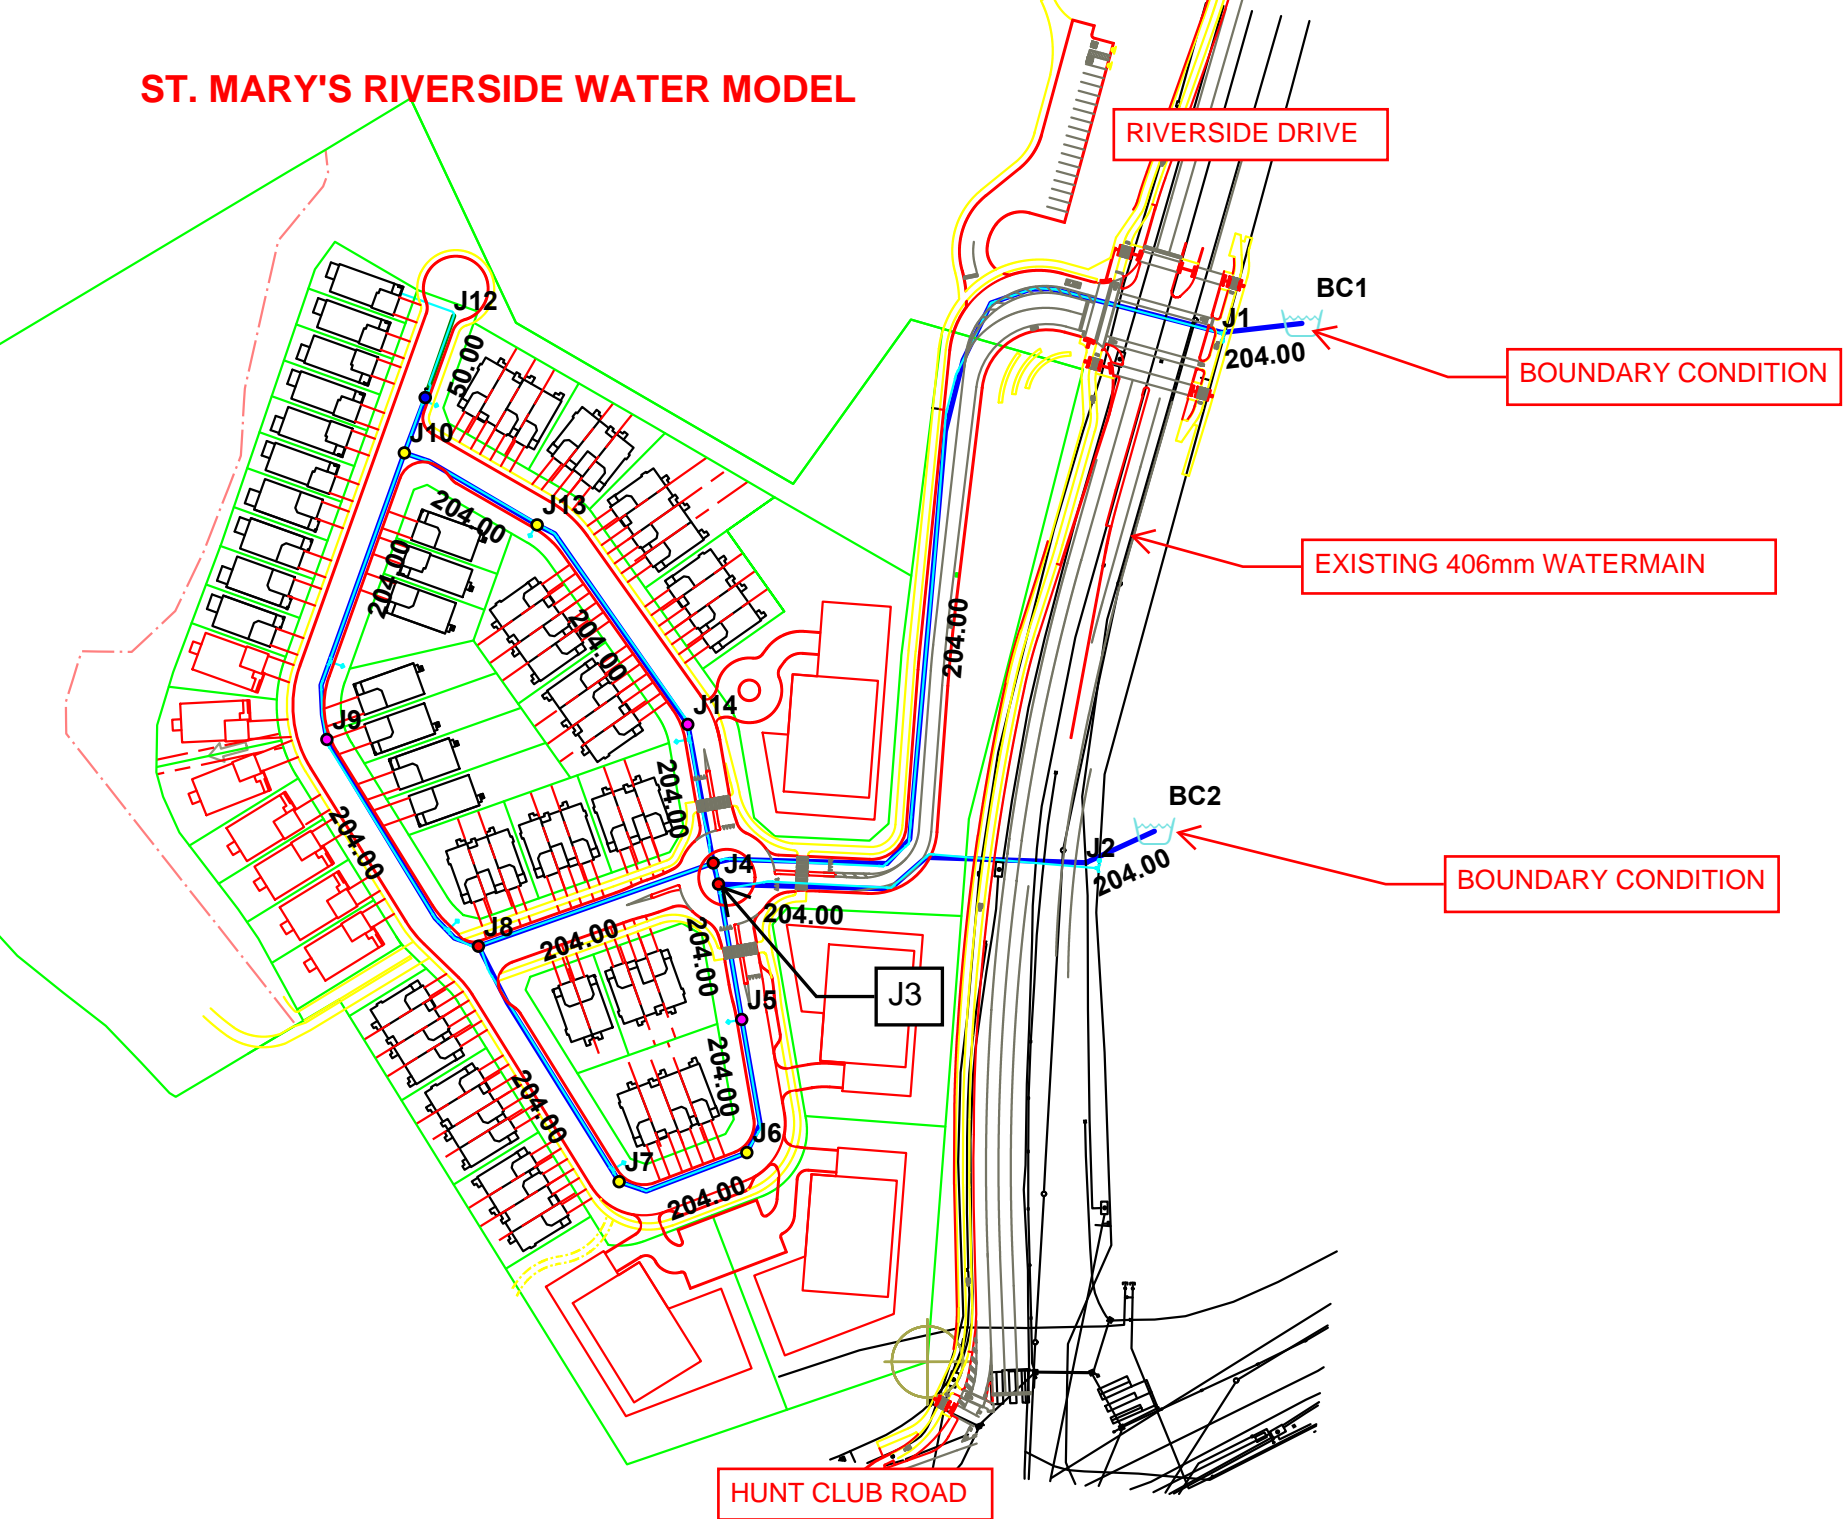 ST. MARY'S RIVERSIDE WATER MODEL
RIVERSIDE DRIVE
BC1
J1
204.00
BOUNDARY CONDITION
J12
50.00
J10
J13
204.00
204.00
204.00
EXISTING 406mm WATERMAIN
204.00
J14
J9
204.00
204.00
BC2
J2
204.00
BOUNDARY CONDITION
J4
204.00
J8
204.00
204.00
J3
J5
204.00
204.00
J6
J7
204.00
HUNT CLUB ROAD